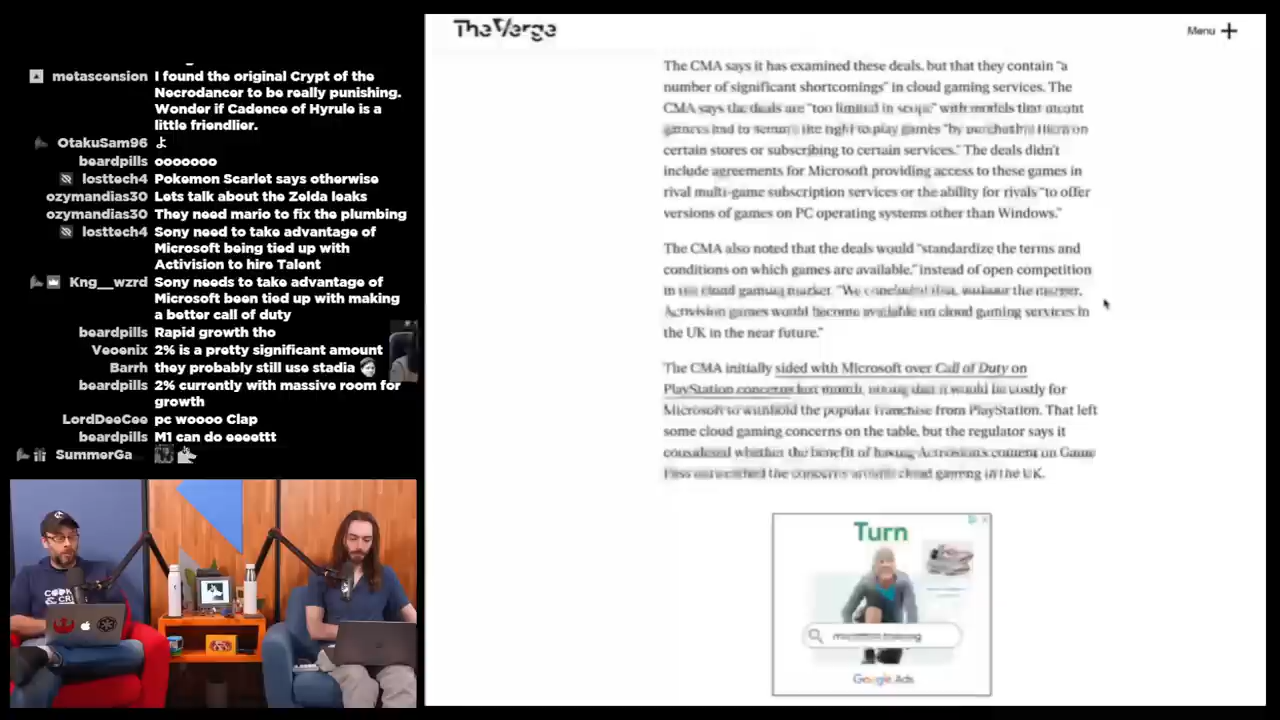 metascension I found the original Crypt of the
Necrodancer to be really punishing.
Wonder if Cadence of Hyrule is a
little friendlier.
OtakuSam96 よ
beardpills ooooooo
losttech4 Pokemon Scarlet says otherwise
ozymandias30 Lets talk about the Zelda leaks
ozymandias30 They need mario to fix the plumbing
losttech4 Sony need to take advantage of
Microsoft being tied up with
Activision to hire Talent
Kng__wzrd Sony needs to take advantage of
Microsoft been tied up with making
a better call of duty
beardpills Rapid growth tho
Veoenix 2% is a pretty significant amount
Barrh they probably still use stadia
beardpills 2% currently with massive room for
growth
LordDeeCee pc woooo Clap
beardpills M1 can do eeeettt
SummerGa
The Verge
Menu
The CMA says it has examined these deals, but that they contain "a
number of significant shortcomings" in cloud gaming services. The
CMA says the deals are "too limited in scope" with models that meant
gamers had to secure the right to play games "by purchasing them on
certain stores or subscribing to certain services." The deals didn't
include agreements for Microsoft providing access to these games in
rival multi-game subscription services or the ability for rivals "to offer
versions of games on PC operating systems other than Windows."
The CMA also noted that the deals would "standardize the terms and
conditions on which games are available," instead of open competition
in the cloud gaming market. "We concluded that, without the merger,
Activision games would become available on cloud gaming services in
the UK in the near future."
The CMA initially sided with Microsoft over Call of Duty on
PlayStation concerns last month, noting that it would be costly for
Microsoft to withhold the popular franchise from PlayStation. That left
some cloud gaming concerns on the table, but the regulator says it
considered whether the benefit of having Activision's content on Game
Pass outweighed the concerns around cloud gaming in the UK.
Turn
Google Ads